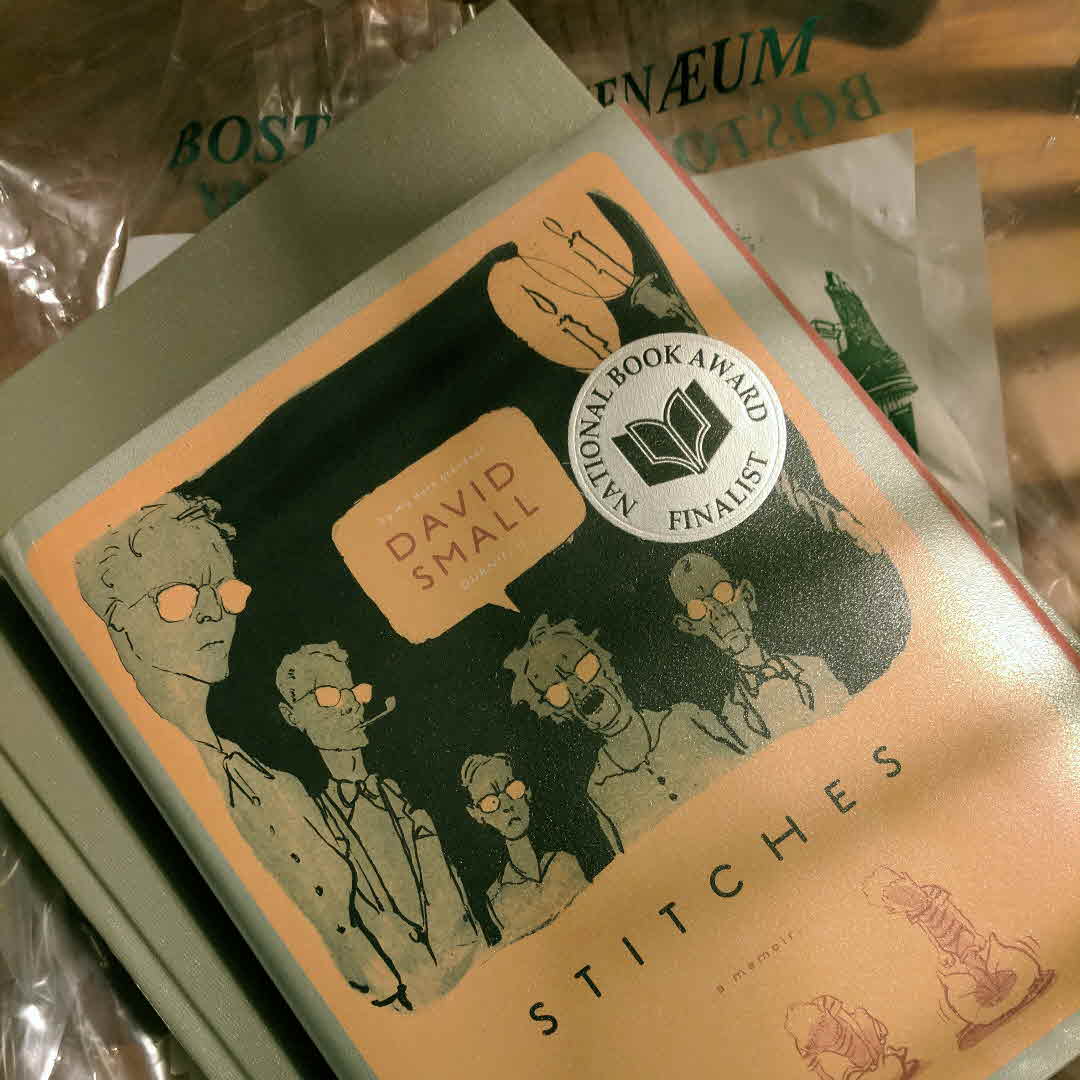 BOST ENÆUM
BOSTO
NATIONAL BOOK AWARD
FINALIST
DAVID
SMALL
STITCHES
a memoir